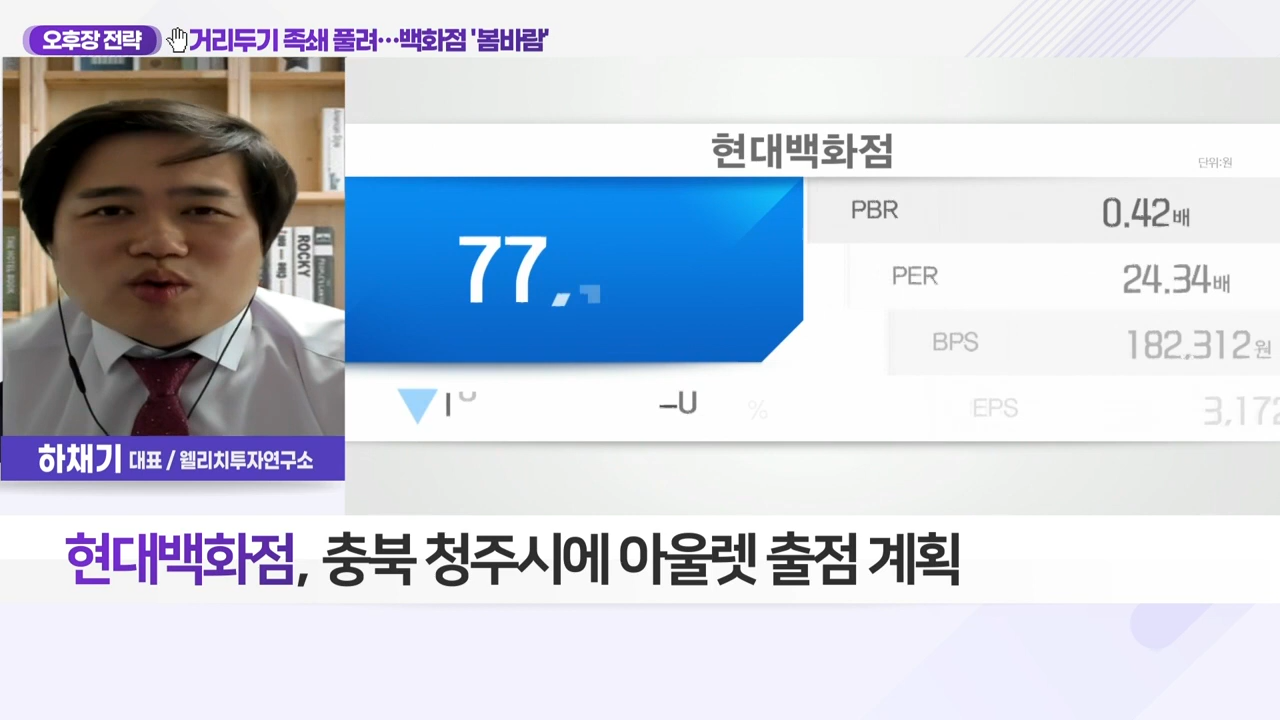 오후장 전략 거리두기 족쇄 풀려…백화점 '봄바람'
현대백화점
단위:원
77,
PBR 0.42배
PER 24.34배
BPS 182,312원
EPS 3,172
%
ROCKY
하채기 대표 / 웰리치투자연구소
현대백화점, 충북 청주시에 아울렛 출점 계획